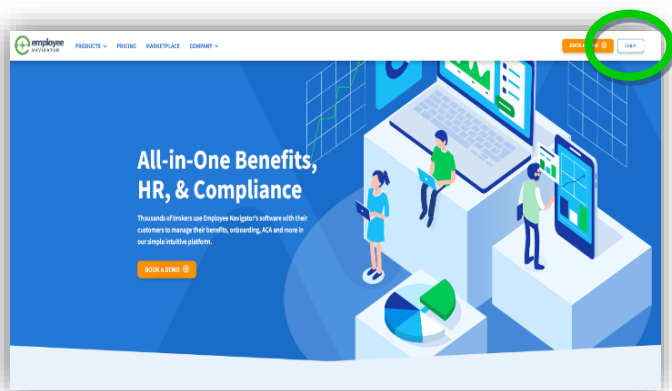 employee
NAVIGATOR
PRODUCTS
PRICING
MARKETPLACE
COMPANY
BOOK A DEMO
Login
All-in-One Benefits,
HR, & Compliance
Thousands of brokers use Employee Navigator's software with their
customers to manage their benefits, onboarding, ACA and more in
our simple intuitive platform.
BOOK A DEMO